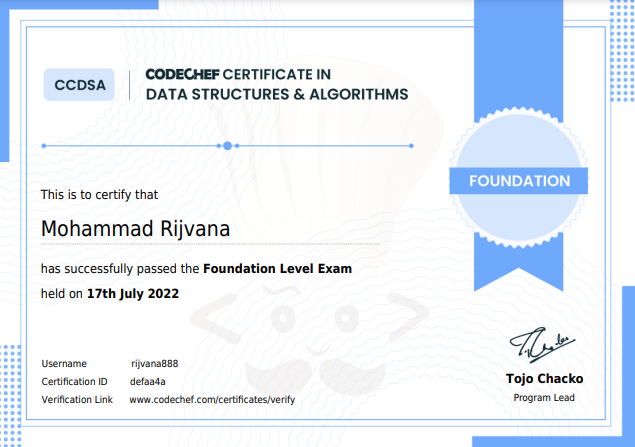 CCDSA
CODECHEF CERTIFICATE IN
DATA STRUCTURES & ALGORITHMS
FOUNDATION
This is to certify that
Mohammad Rijvana
has successfully passed the Foundation Level Exam
held on 17th July 2022
Username rijvana888
Certification ID defaa4a
Verification Link www.codechef.com/certificates/verify
Tojo Chacko
Program Lead